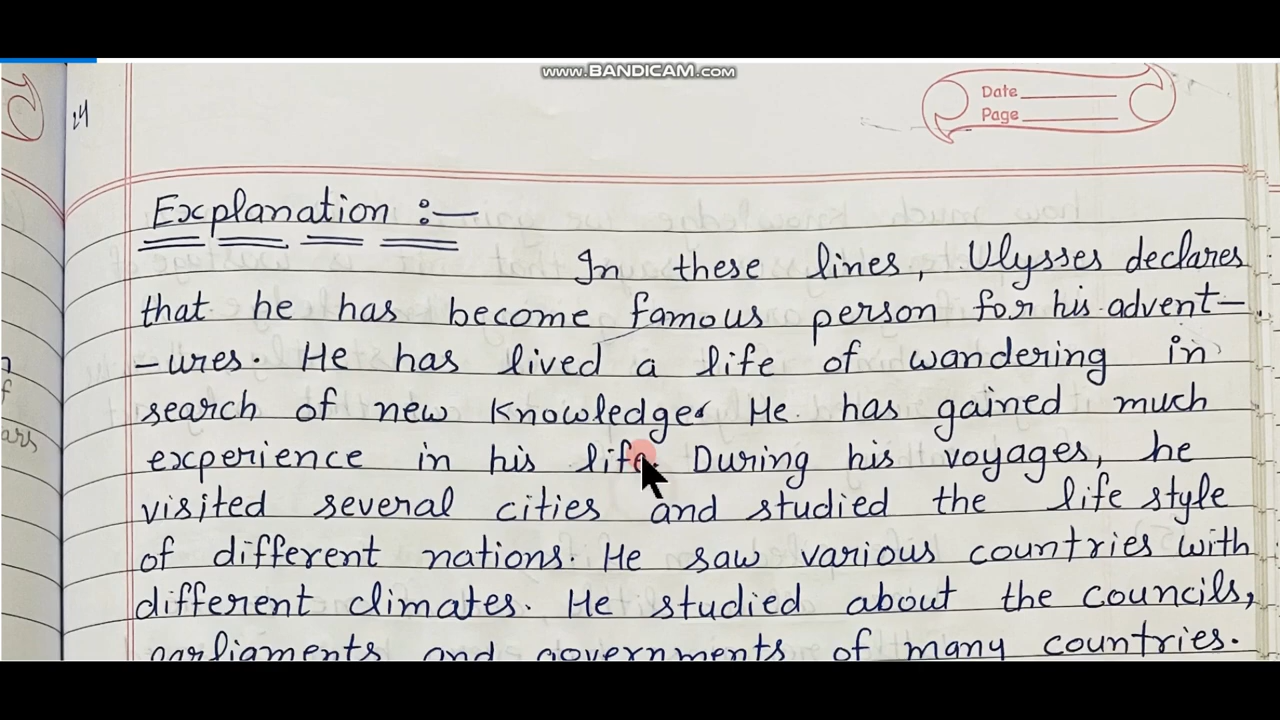 www.BANDICAM.com
24
Date
Page
Explanation :—
In these lines, Ulysses declares
that he has become famous person for his advent-
-ures. He has lived a life of wandering in
search of new knowledge. He has gained much
experience in his life. During his voyages, he
visited several cities and studied the life style
of different nations. He saw various countries with
different climates. He studied about the councils,
parliaments and governments of many countries.
ars